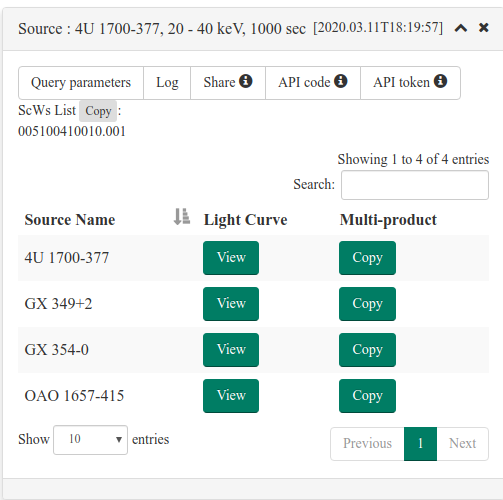 Source : 4U 1700-377, 20 - 40 keV, 1000 sec [2020.03.11T18:19:57]
Query parameters Log Share API code API token
ScWs List Copy :
005100410010.001
Showing 1 to 4 of 4 entries
Search:
Source Name Light Curve Multi-product
4U 1700-377 View Copy
GX 349+2 View Copy
GX 354-0 View Copy
OAO 1657-415 View Copy
Show 10 entries Previous 1 Next